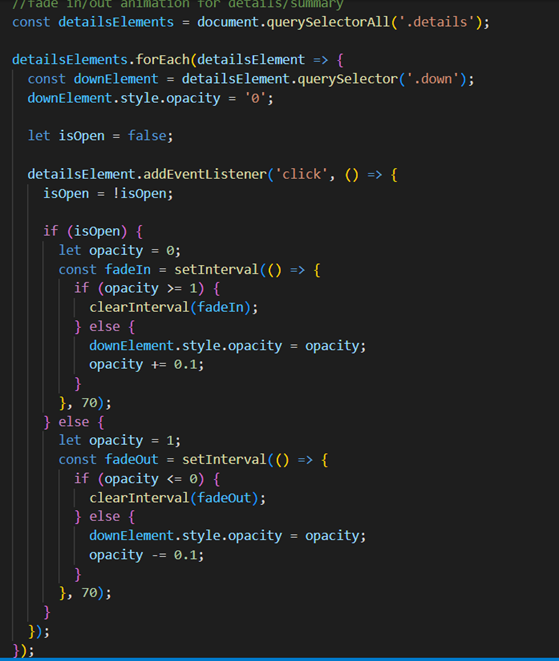 //fade in/out animation for details/summary
const detailsElements = document.querySelectorAll('.details');
detailsElements.forEach(detailsElement => {
const downElement = detailsElement.querySelector('.down');
downElement.style.opacity = '0';
let isOpen = false;
detailsElement.addEventListener('click', () => {
isOpen = !isOpen;
if (isOpen) {
let opacity = 0;
const fadeIn = setInterval(() => {
if (opacity >= 1) {
clearInterval(fadeIn);
} else {
downElement.style.opacity = opacity;
opacity += 0.1;
}
}, 70);
} else {
let opacity = 1;
const fadeOut = setInterval(() => {
if (opacity <= 0) {
clearInterval(fadeOut);
} else {
downElement.style.opacity = opacity;
opacity -= 0.1;
}
}, 70);
}
});
});